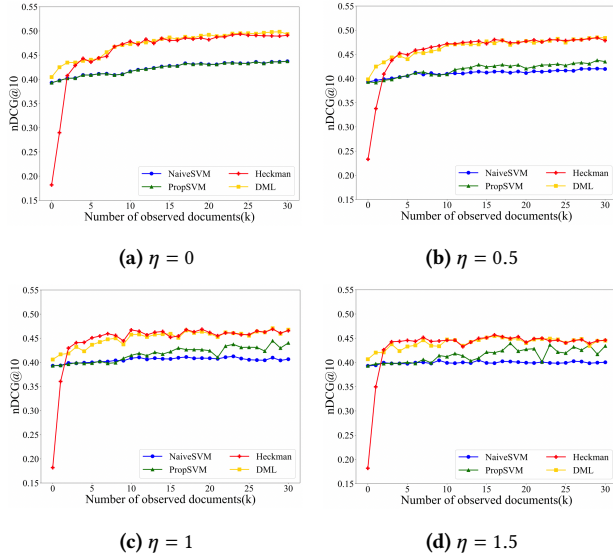 0.55
0.50
0.45
0.40
0.35
0.30
0.25
0.20
0.15
nDCG@10
NaiveSVM Heckman
PropSVM DML
0 5 10 15 20 25 30
Number of observed documents(k)
(a) η = 0
0.55
0.50
0.45
0.40
0.35
0.30
0.25
0.20
0.15
nDCG@10
NaiveSVM Heckman
PropSVM DML
0 5 10 15 20 25 30
Number of observed documents(k)
(b) η = 0.5
0.55
0.50
0.45
0.40
0.35
0.30
0.25
0.20
0.15
nDCG@10
NaiveSVM Heckman
PropSVM DML
0 5 10 15 20 25 30
Number of observed documents(k)
(c) η = 1
0.55
0.50
0.45
0.40
0.35
0.30
0.25
0.20
0.15
nDCG@10
NaiveSVM Heckman
PropSVM DML
0 5 10 15 20 25 30
Number of observed documents(k)
(d) η = 1.5